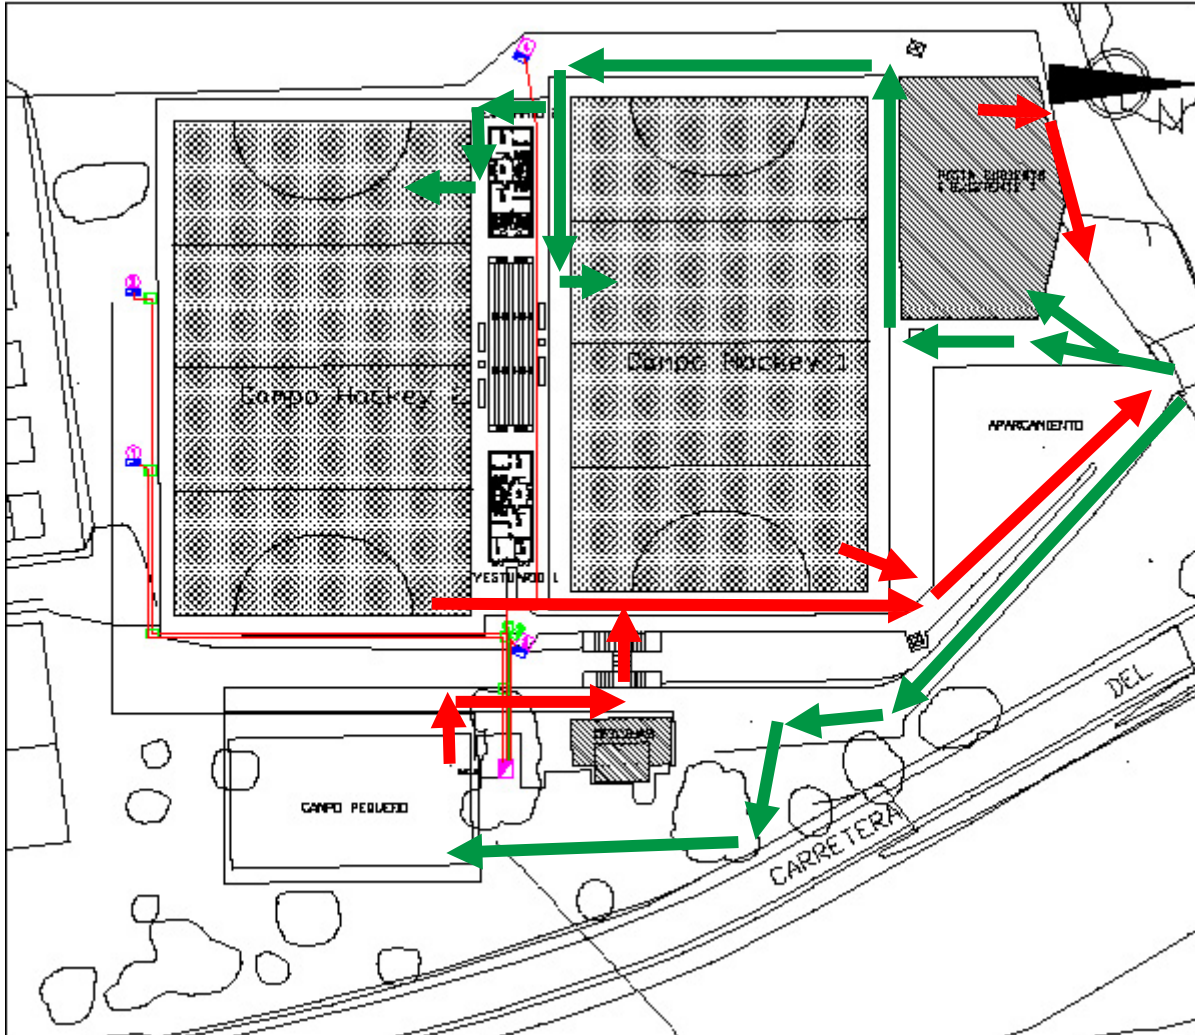 N
Campo Hockey 1
Campo Hockey 2
APARCAMIENTO
VESTUARIO 1
CAMPO PEQUEÑO
CARRETERA
DEL